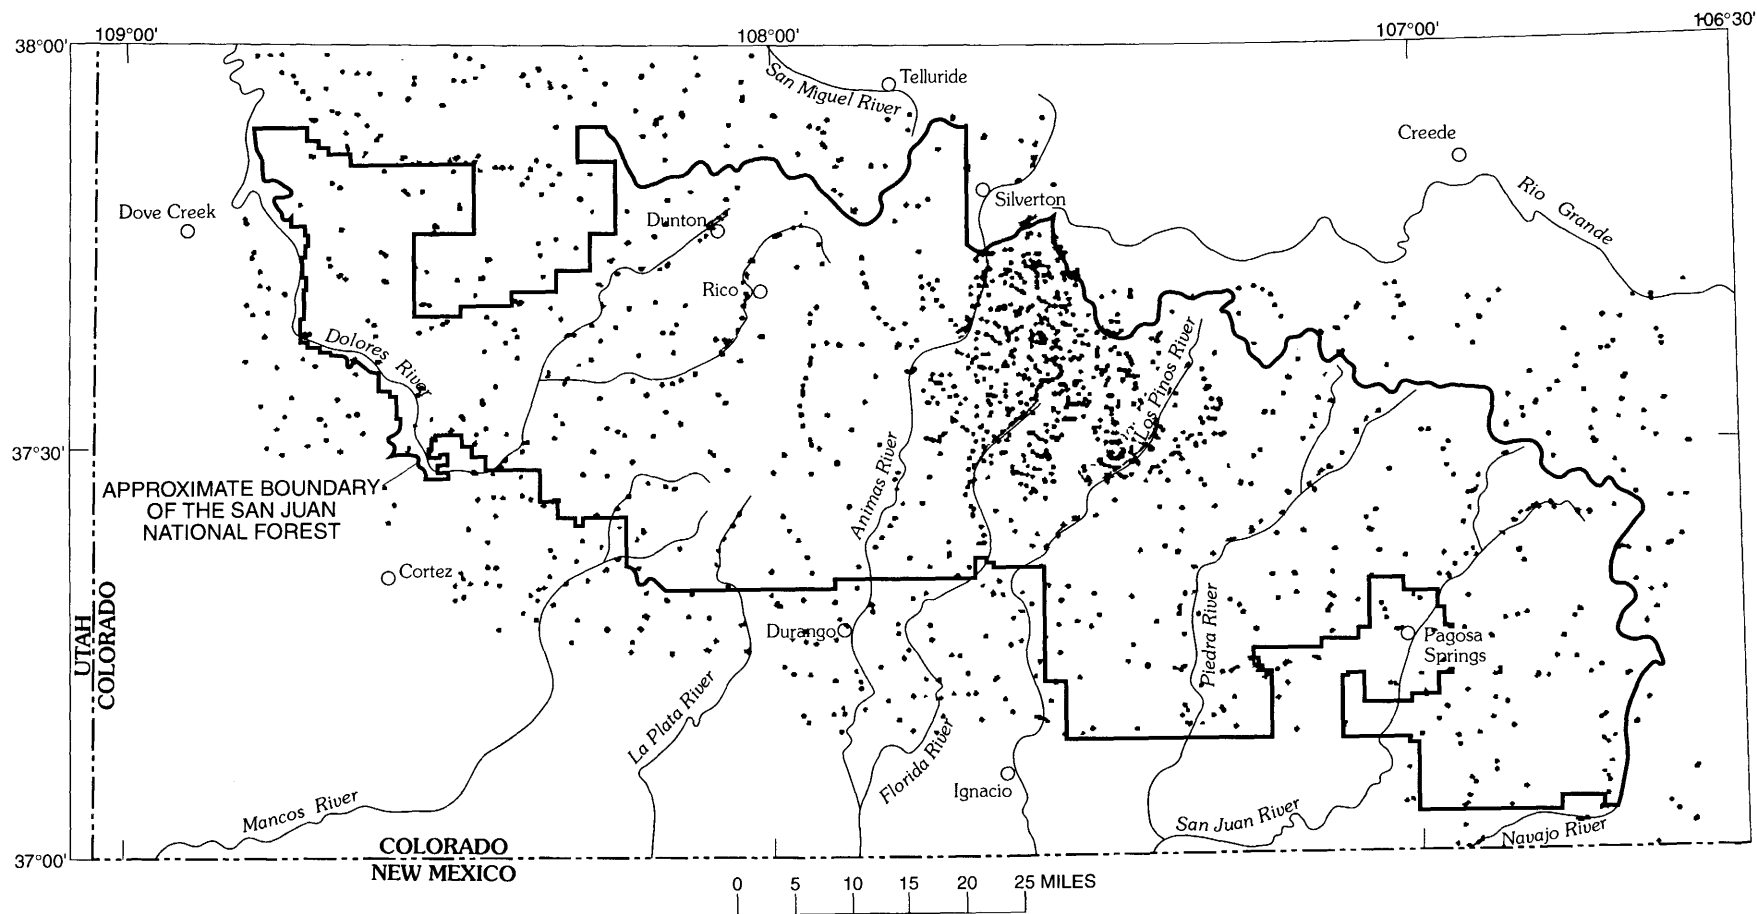 109°00'
108°00'
107°00'
106°30'
38°00'
San Miguel River
Telluride
Creede
Rio Grande
Dove Creek
Dunton
Silverton
Rico
Dolores River
Los Pinos River
37°30'
Animas River
APPROXIMATE BOUNDARY
OF THE SAN JUAN
NATIONAL FOREST
Cortez
UTAH
COLORADO
Durango
Piedra River
Pagosa
Springs
La Plata River
Florida River
Ignacio
Mancos River
San Juan River
Navajo River
37°00'
COLORADO
NEW MEXICO
0 5 10 15 20 25 MILES